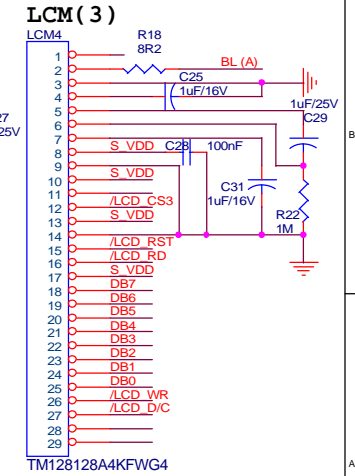 LCM(3)
LCM4
R18
8R2
BL (A)
C25
1uF/16V
1uF/25V
C29
S_VDD
C28
100nF
S_VDD
C31
1uF/16V
/LCD_CS3
S_VDD
R22
1M
/LCD_RST
/LCD_RD
S_VDD
DB7
DB6
DB5
DB4
DB3
DB2
DB1
DB0
/LCD_WR
/LCD_D/C
1
2
3
4
5
6
7
8
9
10
11
12
13
14
15
16
17
18
19
20
21
22
23
24
25
26
27
28
29
TM128128A4KFWG4
27
25V
B
A